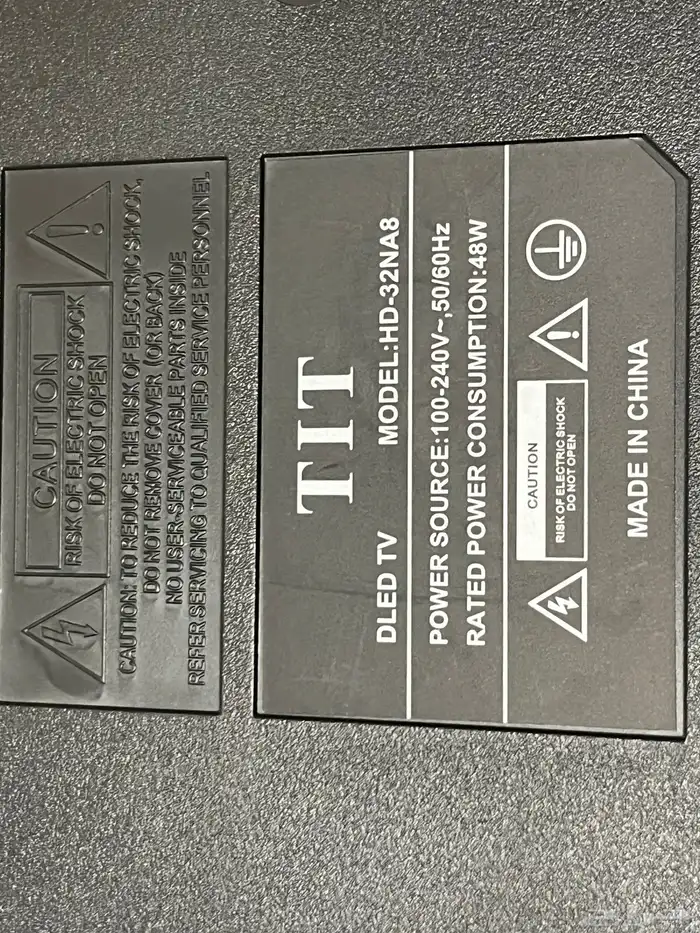 CAUTION
RISK OF ELECTRIC SHOCK
DO NOT OPEN
CAUTION: TO REDUCE THE RISK OF ELECTRIC SHOCK,
DO NOT REMOVE COVER (OR BACK)
NO USER-SERVICEABLE PARTS INSIDE
REFER SERVICING TO QUALIFIED SERVICE PERSONNEL
TIT
DLED TV MODEL:HD-32NA8
POWER SOURCE:100-240V~,50/60Hz
RATED POWER CONSUMPTION:48W
CAUTION
RISK OF ELECTRIC SHOCK
DO NOT OPEN
MADE IN CHINA